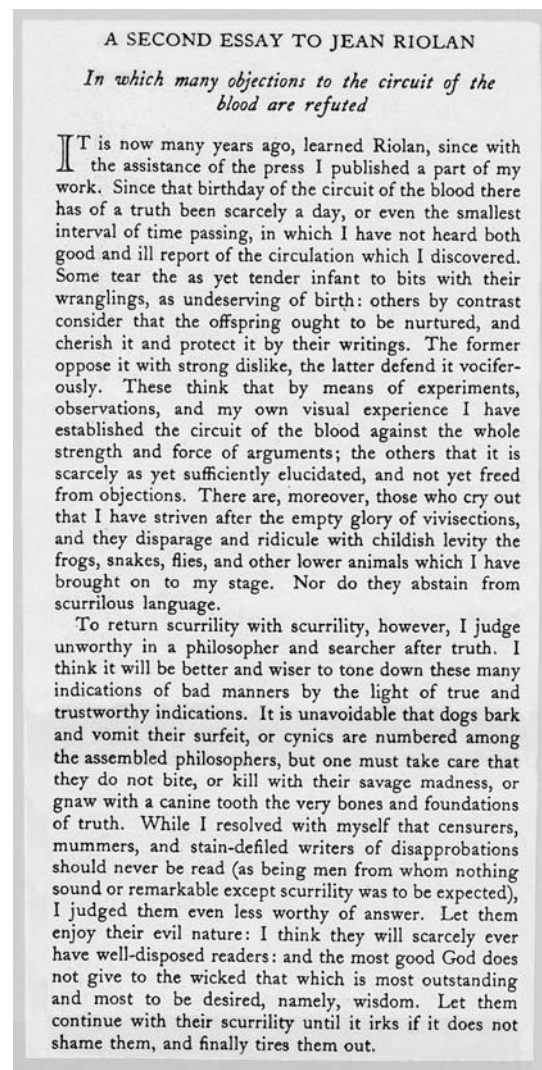 A SECOND ESSAY TO JEAN RIOLAN
In which many objections to the circuit of the
blood are refuted
IT is now many years ago, learned Riolan, since with
the assistance of the press I published a part of my
work. Since that birthday of the circuit of the blood there
has of a truth been scarcely a day, or even the smallest
interval of time passing, in which I have not heard both
good and ill report of the circulation which I discovered.
Some tear the as yet tender infant to bits with their
wranglings, as undeserving of birth: others by contrast
consider that the offspring ought to be nurtured, and
cherish it and protect it by their writings. The former
oppose it with strong dislike, the latter defend it vocifer-
ously. These think that by means of experiments,
observations, and my own visual experience I have
established the circuit of the blood against the whole
strength and force of arguments; the others that it is
scarcely as yet sufficiently elucidated, and not yet freed
from objections. There are, moreover, those who cry out
that I have striven after the empty glory of vivisections,
and they disparage and ridicule with childish levity the
frogs, snakes, flies, and other lower animals which I have
brought on to my stage. Nor do they abstain from
scurrilous language.
To return scurrility with scurrility, however, I judge
unworthy in a philosopher and searcher after truth. I
think it will be better and wiser to tone down these many
indications of bad manners by the light of true and
trustworthy indications. It is unavoidable that dogs bark
and vomit their surfeit, or cynics are numbered among
the assembled philosophers, but one must take care that
they do not bite, or kill with their savage madness, or
gnaw with a canine tooth the very bones and foundations
of truth. While I resolved with myself that censurers,
mummers, and stain-defiled writers of disapprobations
should never be read (as being men from whom nothing
sound or remarkable except scurrility was to be expected),
I judged them even less worthy of answer. Let them
enjoy their evil nature: I think they will scarcely ever
have well-disposed readers: and the most good God does
not give to the wicked that which is most outstanding
and most to be desired, namely, wisdom. Let them
continue with their scurrility until it irks if it does not
shame them, and finally tires them out.